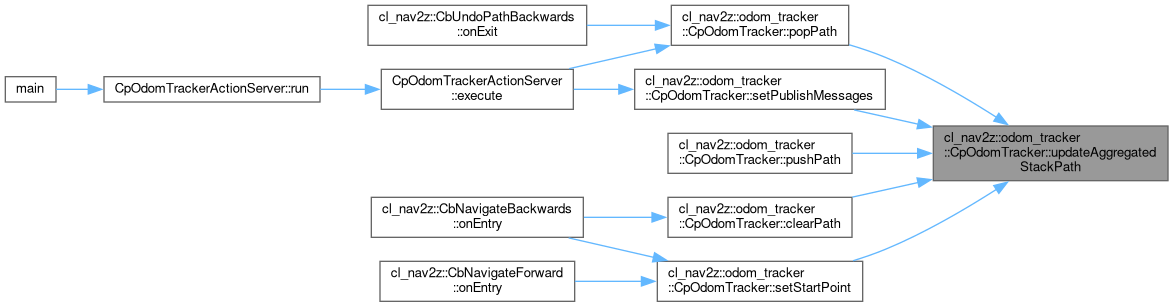 cl_nav2z::CbUndoPathBackwards
::onExit
cl_nav2z::odom_tracker
::CpOdomTracker::popPath
main
CpOdomTrackerActionServer::run
CpOdomTrackerActionServer
::execute
cl_nav2z::odom_tracker
::CpOdomTracker::setPublishMessages
cl_nav2z::odom_tracker
::CpOdomTracker::pushPath
cl_nav2z::odom_tracker
::CpOdomTracker::updateAggregated
StackPath
cl_nav2z::CbNavigateBackwards
::onEntry
cl_nav2z::odom_tracker
::CpOdomTracker::clearPath
cl_nav2z::CbNavigateForward
::onEntry
cl_nav2z::odom_tracker
::CpOdomTracker::setStartPoint